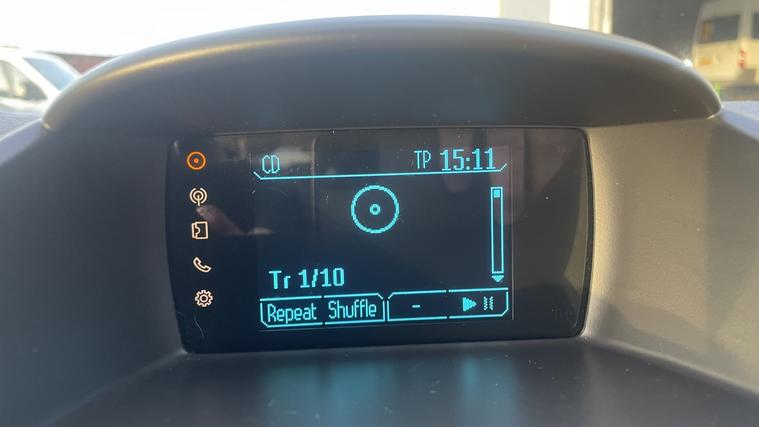 CD TP 15:11
Tr 1/10
Repeat Shuffle -